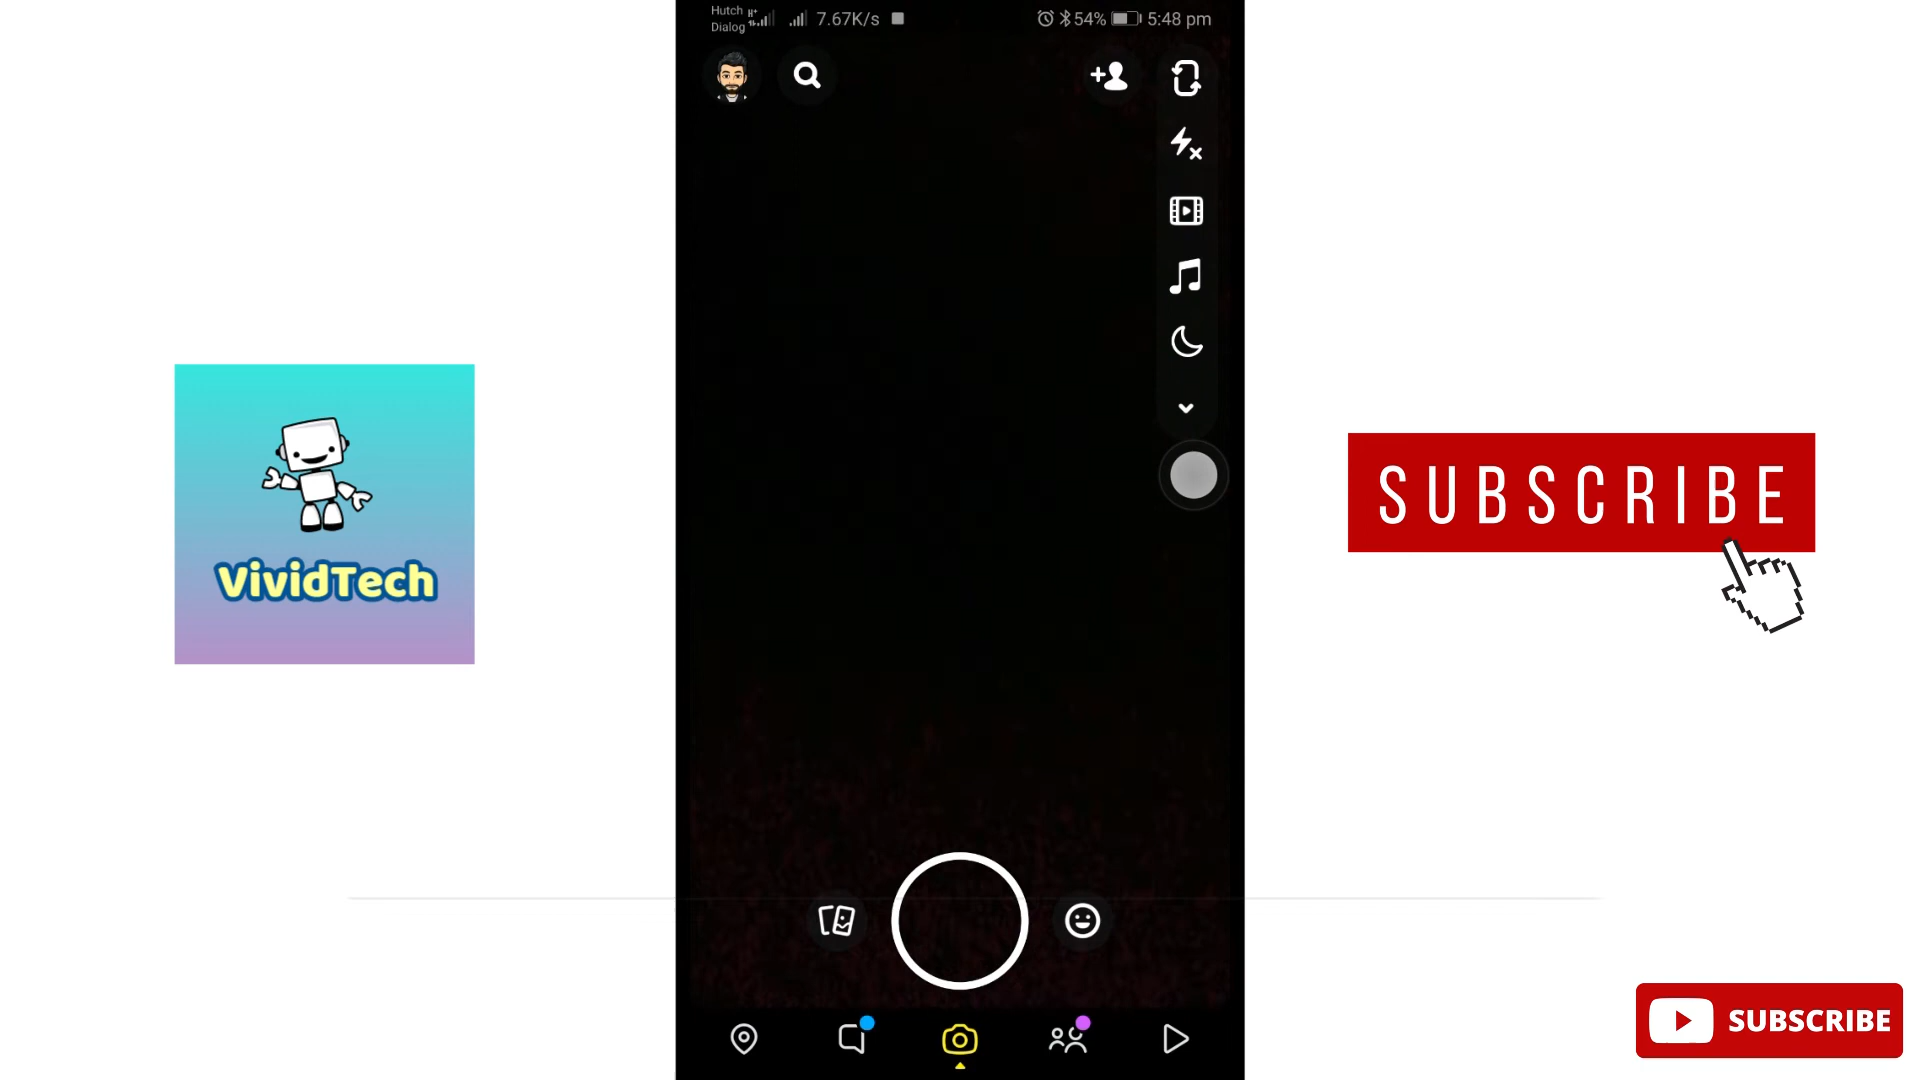 Hutch
Dialog
7.67K/s
54%
5:48 pm
VividTech
SUBSCRIBE
SUBSCRIBE